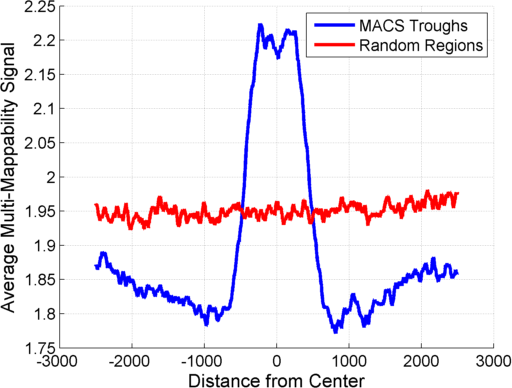 2.25
2.2
2.15
2.1
2.05
2
1.95
1.9
1.85
1.8
1.75
Average Multi-Mappability Signal
MACS Troughs
Random Regions
-3000 -2000 -1000 0 1000 2000 3000
Distance from Center